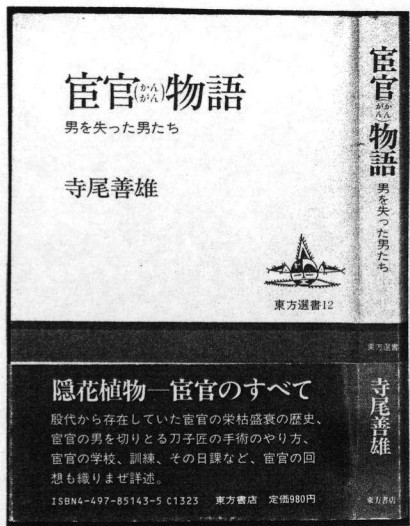 宦官(かんがん)物語
男を失った男たち
寺尾善雄
東方選書12
隠花植物―宦官のすべて
殷代から存在していた宦官の栄枯盛衰の歴史、
宦官の男を切りとる刀子匠の手術のやり方、
宦官の学校、訓練、その日課など、宦官の回
想も織りまぜ詳述。
ISBN4-497-85143-5 C1323 東方書店 定価980円
宦官(かんがん)物語 男を失った男たち
東方選書
寺尾善雄
東方書店